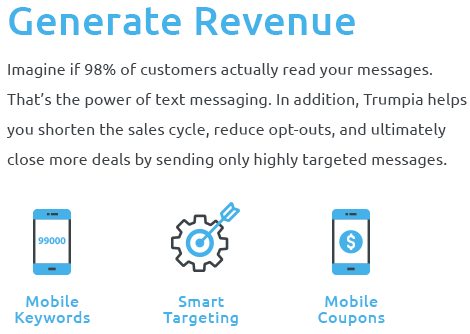 Generate Revenue
Imagine if 98% of customers actually read your messages.
That’s the power of text messaging. In addition, Trumpia helps
you shorten the sales cycle, reduce opt-outs, and ultimately
close more deals by sending only highly targeted messages.
99000
$
Mobile
Keywords
Smart
Targeting
Mobile
Coupons